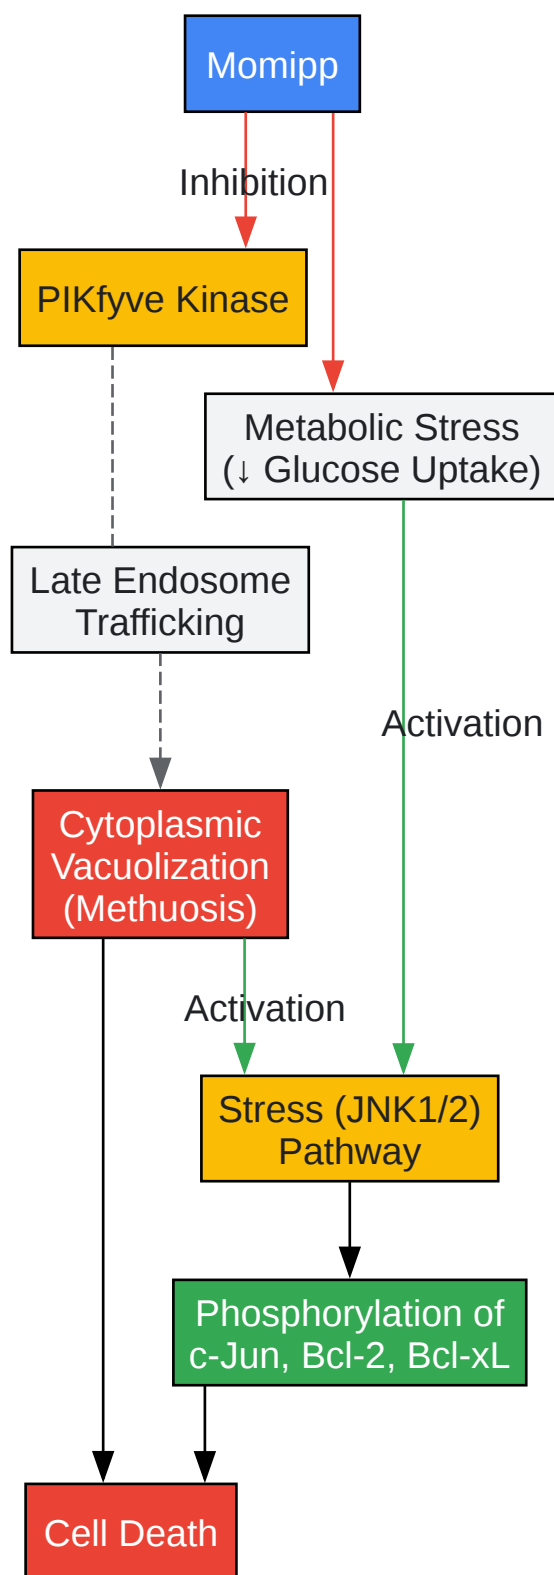 Momipp
Inhibition
PIKfyve Kinase
Metabolic Stress
(↓ Glucose Uptake)
Late Endosome
Trafficking
Activation
Cytoplasmic
Vacuolization
(Methuosis)
Activation
Stress (JNK1/2)
Pathway
Phosphorylation of
c-Jun, Bcl-2, Bcl-xL
Cell Death